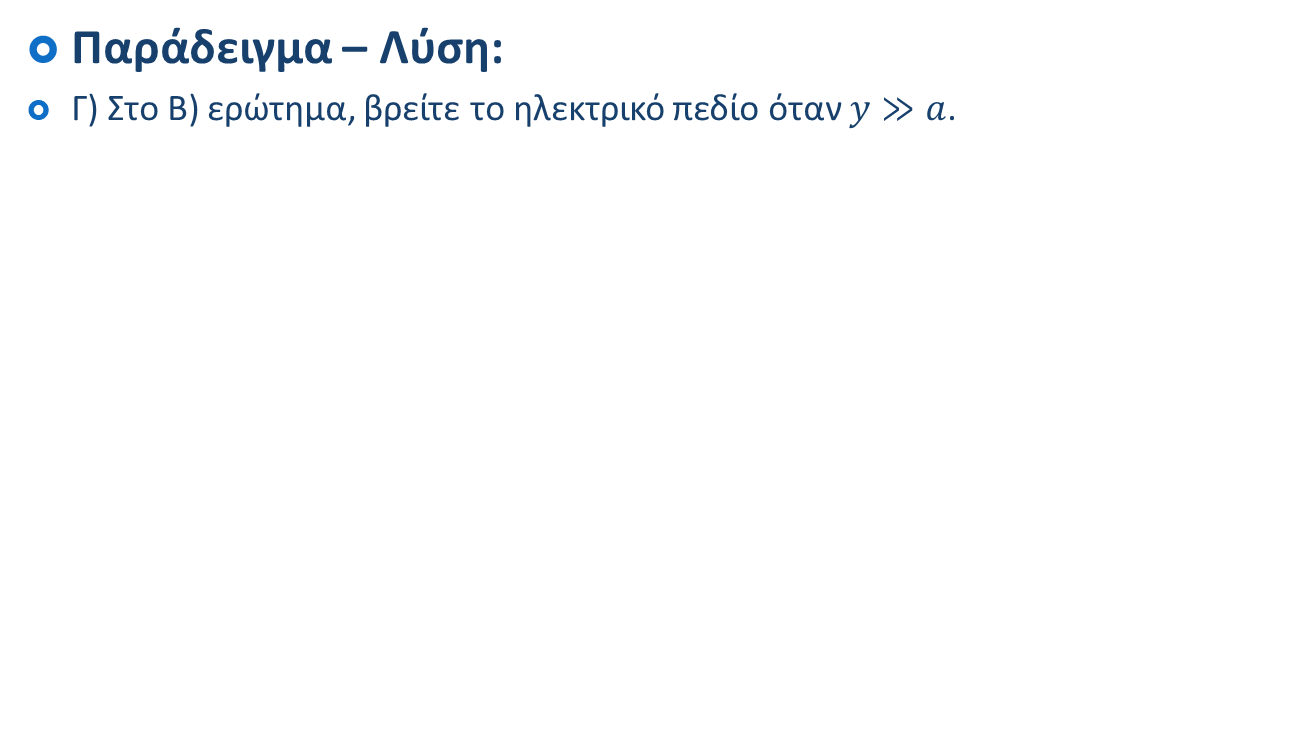 Παράδειγμα – Λύση:
Γ) Στο Β) ερώτημα, βρείτε το ηλεκτρικό πεδίο όταν 𝑦 ≫ 𝑎.